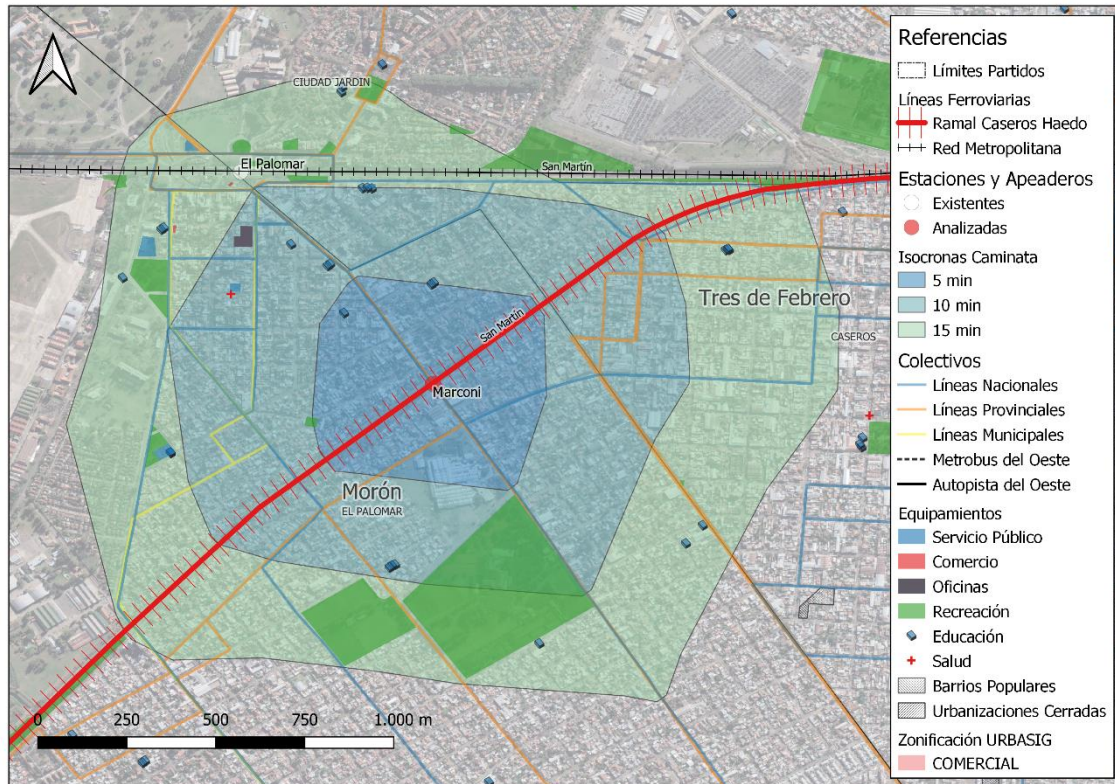 CIUDAD JARDIN
El Palomar
San Martín
Tres de Febrero
San Martín
CASEROS
Marconi
Morón
EL PALOMAR
0 250 500 750 1.000 m
Referencias
Límites Partidos
Líneas Ferroviarias
Ramal Caseros Haedo
Red Metropolitana
Estaciones y Apeaderos
Existentes
Analizadas
Isocronas Caminata
5 min
10 min
15 min
Colectivos
Líneas Nacionales
Líneas Provinciales
Líneas Municipales
Metrobus del Oeste
Autopista del Oeste
Equipamientos
Servicio Público
Comercio
Oficinas
Recreación
Educación
Salud
Barrios Populares
Urbanizaciones Cerradas
Zonificación URBASIG
COMERCIAL